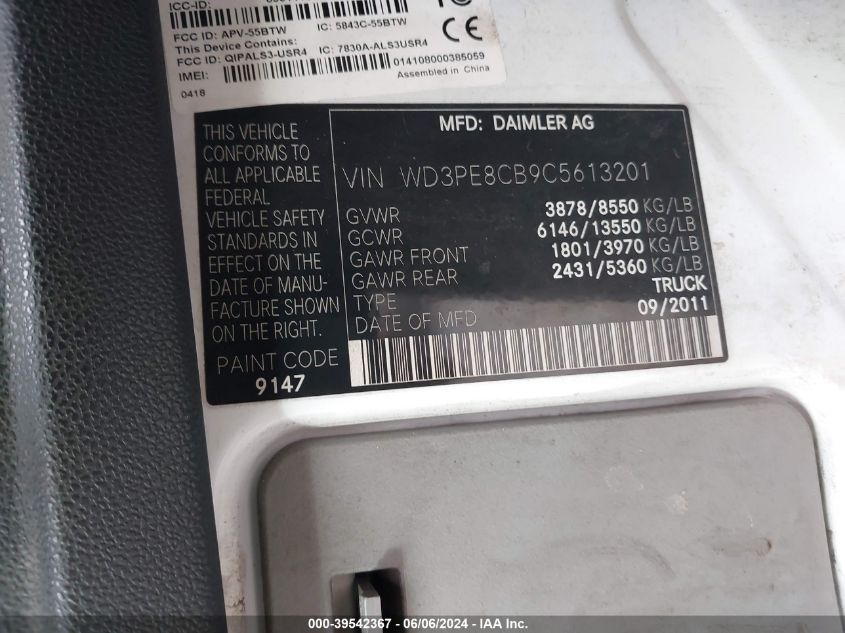 ICC-ID:
FCC ID: APV-55BTW IC: 5843C-55BTW
This Device Contains:
FCC ID: QIPALS3-USR4 IC: 7830A-ALS3USR4
IMEI: 014108000385059
Assembled in China
0418
CE
MFD: DAIMLER AG
THIS VEHICLE
CONFORMS TO
ALL APPLICABLE
FEDERAL
VEHICLE SAFETY
STANDARDS IN
EFFECT ON THE
DATE OF MANU-
FACTURE SHOWN
ON THE RIGHT.
PAINT CODE
9147
VIN WD3PE8CB9C5613201
GVWR 3878/8550 KG/LB
GCWR 6146/13550 KG/LB
GAWR FRONT 1801/3970 KG/LB
GAWR REAR 2431/5360 KG/LB
TYPE TRUCK
DATE OF MFD 09/2011
000-39542367 - 06/06/2024 - IAA Inc.